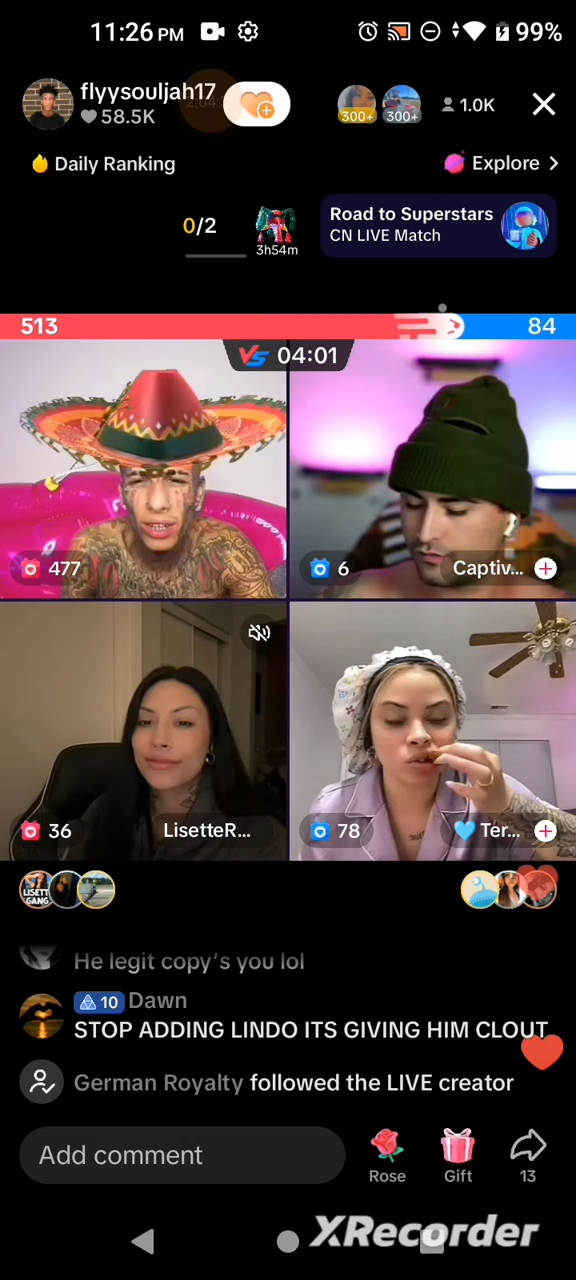 11:26 PM
99%
flyysouljah17
58.5K
300+
300+
1.0K
Daily Ranking
Explore
0/2
3h54m
Road to Superstars
CN LIVE Match
513
84
VS 04:01
477
6
Captiv...
36
LisetteR...
78
Ter...
LISETT
GANG
He legit copy's you lol
10 Dawn
STOP ADDING LINDO ITS GIVING HIM CLOUT
German Royalty followed the LIVE creator
Add comment
Rose
Gift
13
XRecorder